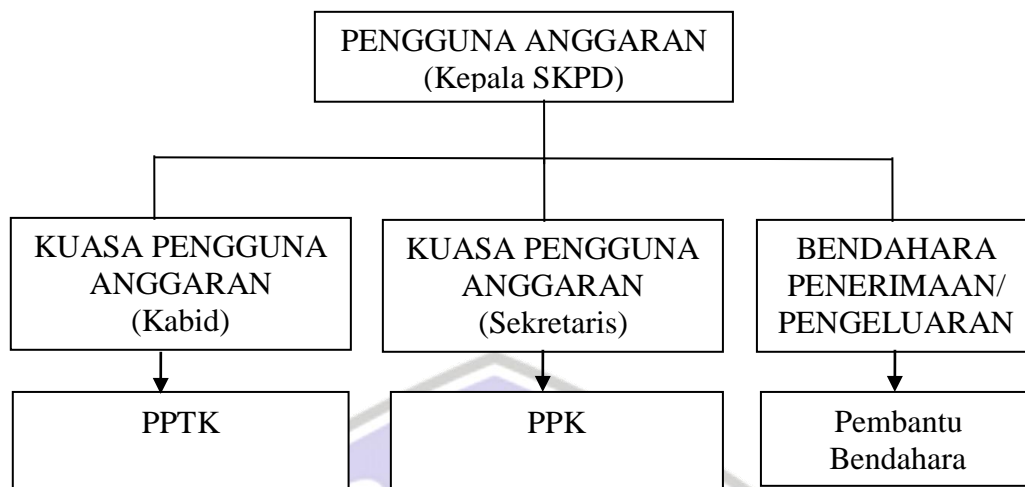 PENGGUNA ANGGARAN
(Kepala SKPD)
KUASA PENGGUNA
ANGGARAN
(Kabid)
KUASA PENGGUNA
ANGGARAN
(Sekretaris)
BENDAHARA
PENERIMAAN/
PENGELUARAN
PPTK
PPK
Pembantu
Bendahara